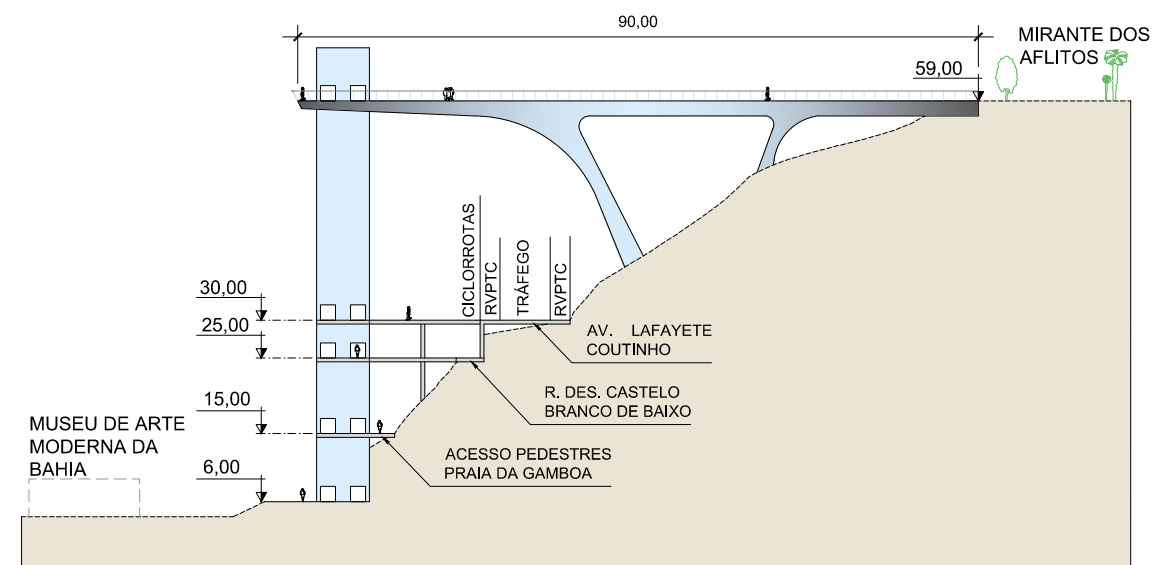 90,00
MIRANTE DOS
AFLITOS
59,00
CICLORROTAS
RVPTC
TRÁFEGO
RVPTC
30,00
25,00
AV. LAFAYETE
COUTINHO
R. DES. CASTELO
BRANCO DE BAIXO
15,00
MUSEU DE ARTE
MODERNA DA
BAHIA
ACESSO PEDESTRES
PRAIA DA GAMBOA
6,00